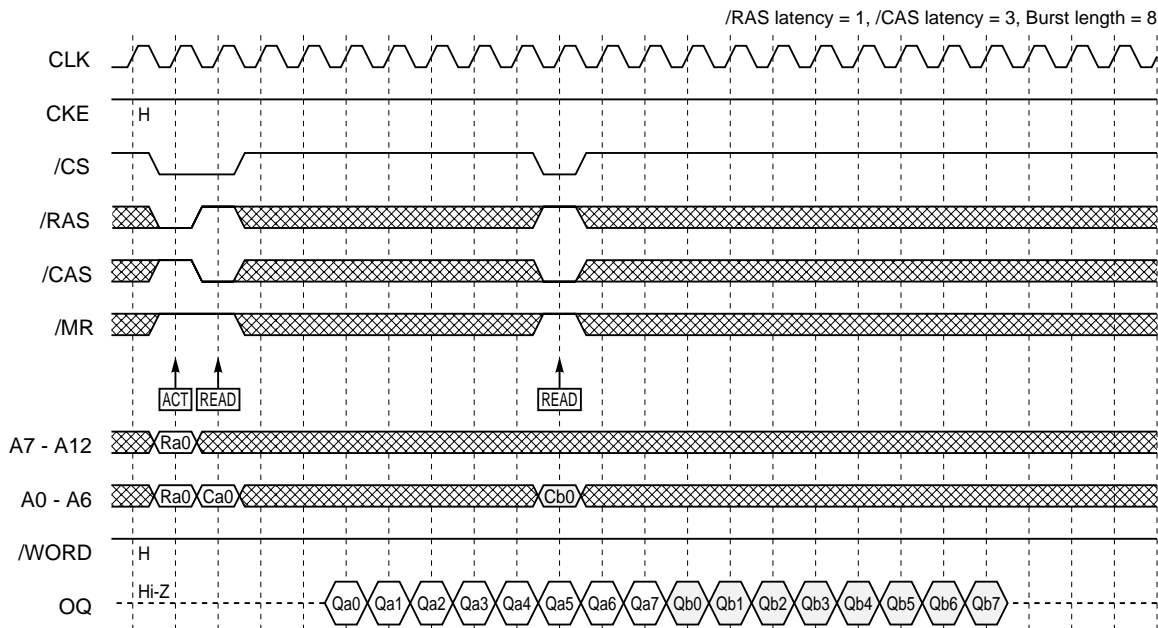 /RAS latency = 1, /CAS latency = 3, Burst length = 8
CLK
CKE H
/CS
/RAS
/CAS
/MR
ACT READ READ
A7 - A12 Ra0
A0 - A6 Ra0 Ca0 Cb0
/WORD H
Hi-Z
OQ Qa0 Qa1 Qa2 Qa3 Qa4 Qa5 Qa6 Qa7 Qb0 Qb1 Qb2 Qb3 Qb4 Qb5 Qb6 Qb7